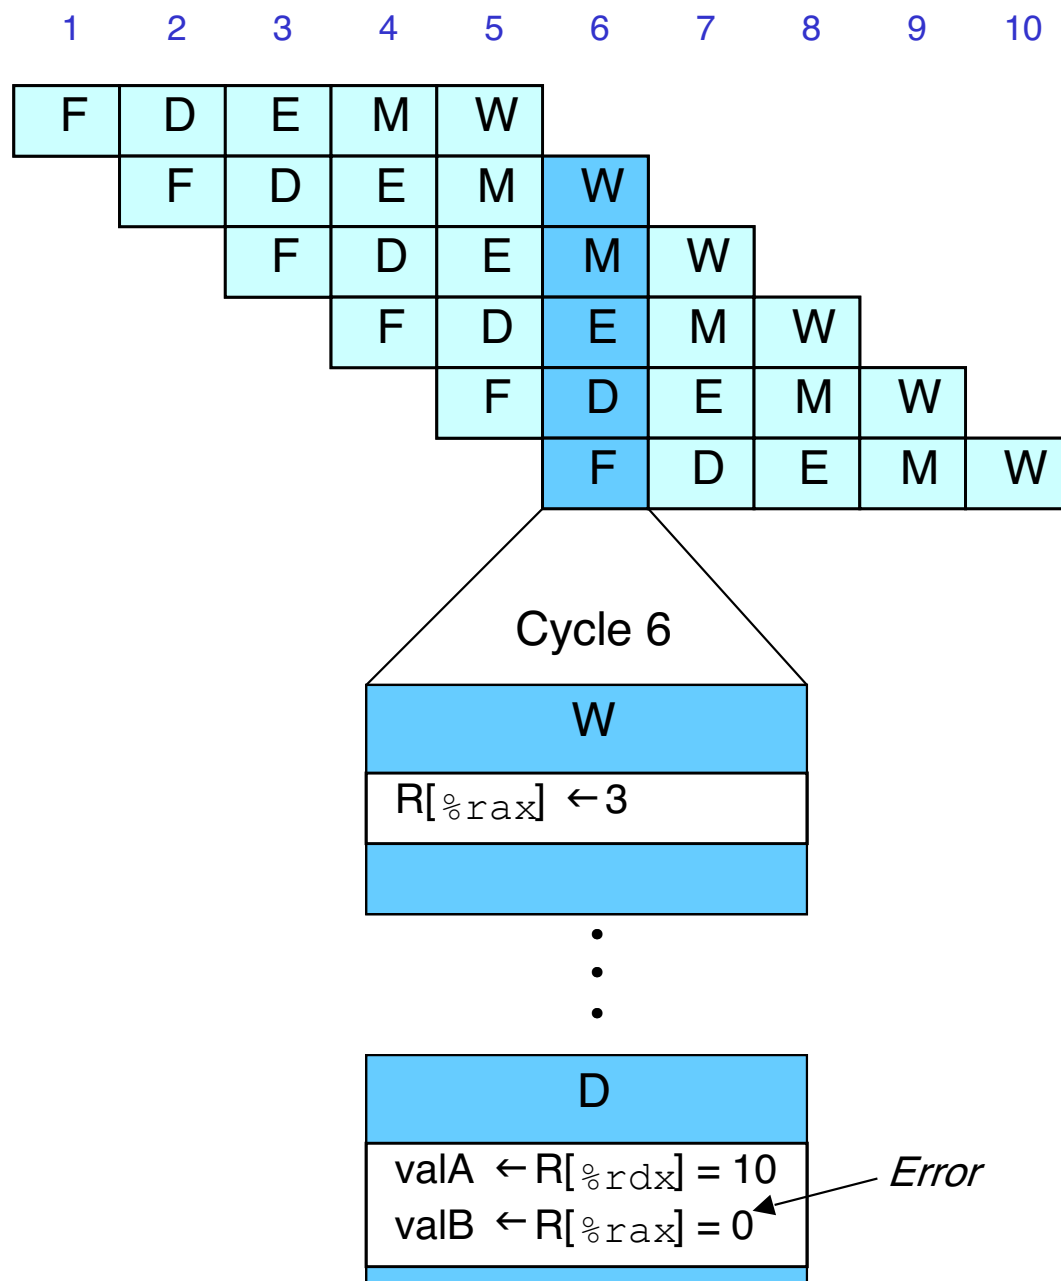 1 2 3 4 5 6 7 8 9 10
F D E M W
F D E M W
F D E M W
F D E M W
F D E M W
F D E M W
Cycle 6
W
R[%rax] ←3
D
valA ←R[%rdx] = 10
valB ←R[%rax] = 0
Error